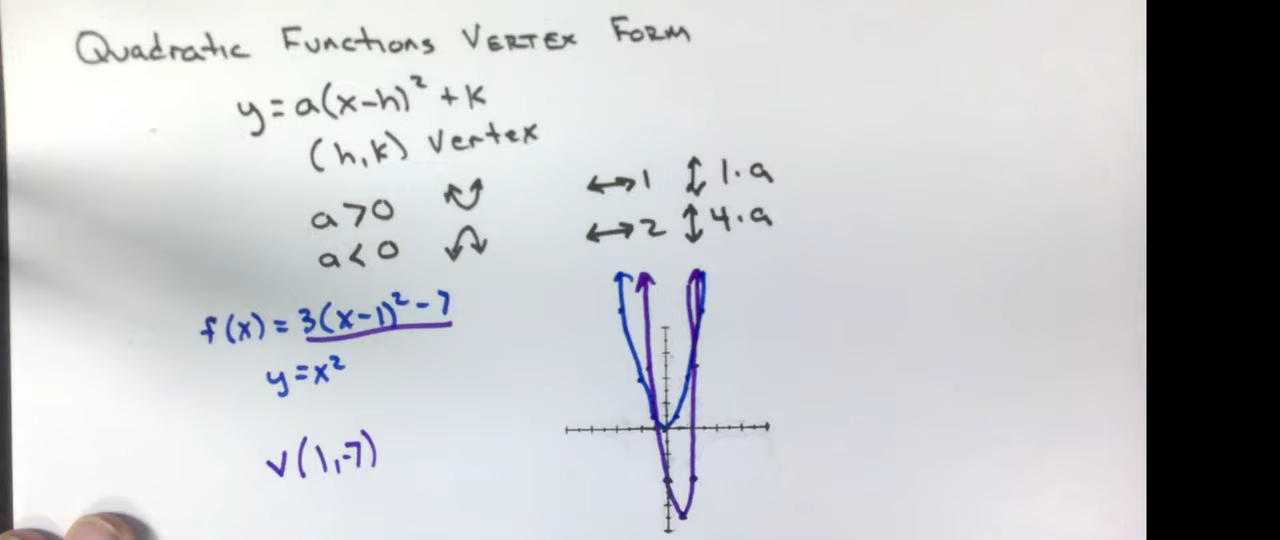 Quadratic Functions VERTEX FORM
y=a(x-h)² +k
(h,k) Vertex
a>0
a<0
↔1 ↕1·a
↔2 ↕4·a
f(x)=3(x-1)²-7
y=x²
V(1,-7)